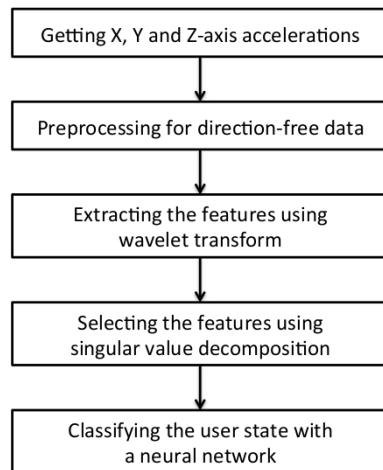 Getting X, Y and Z-axis accelerations
Preprocessing for direction-free data
Extracting the features using
wavelet transform
Selecting the features using
singular value decomposition
Classifying the user state with
a neural network